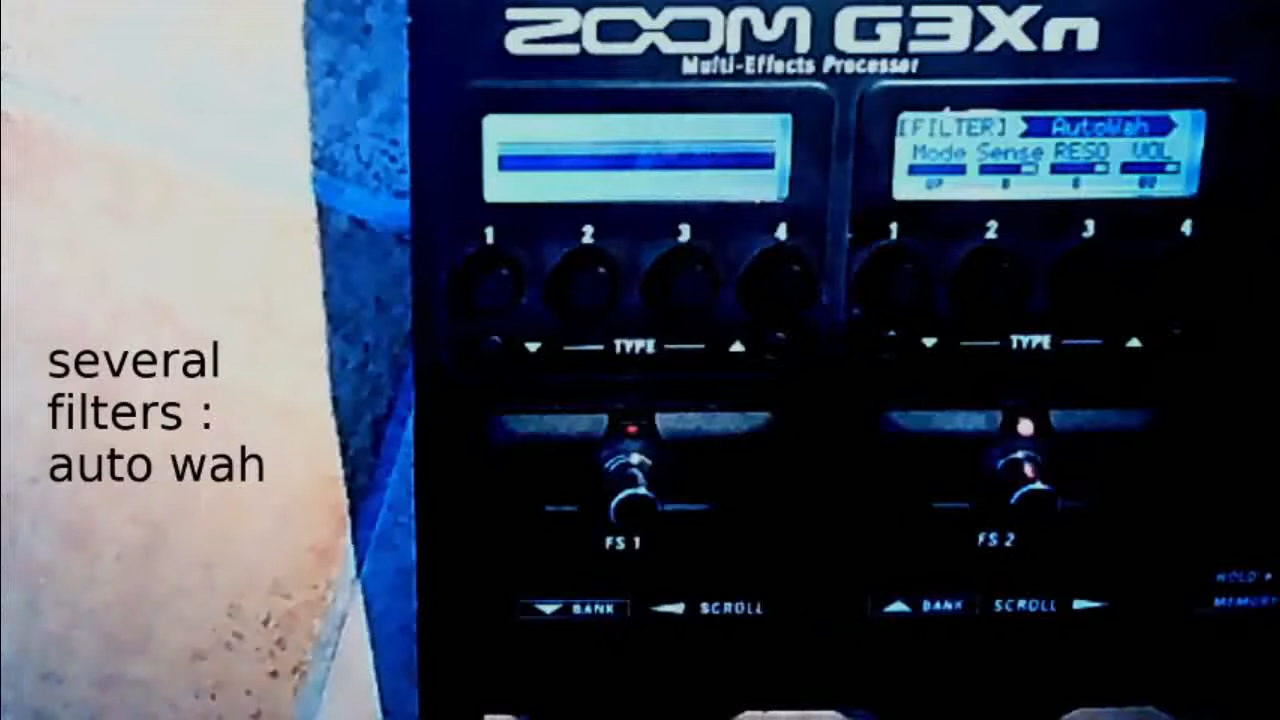 ZOOM G3Xn
Multi-Effects Processor
[FILTER] AutoWah
Mode Sense RESO VOL
UP
1 2 3 4
1 2 3 4
TYPE
TYPE
several
filters :
auto wah
FS 1
FS 2
BANK SCROLL
BANK SCROLL
HOLD
MEMORY